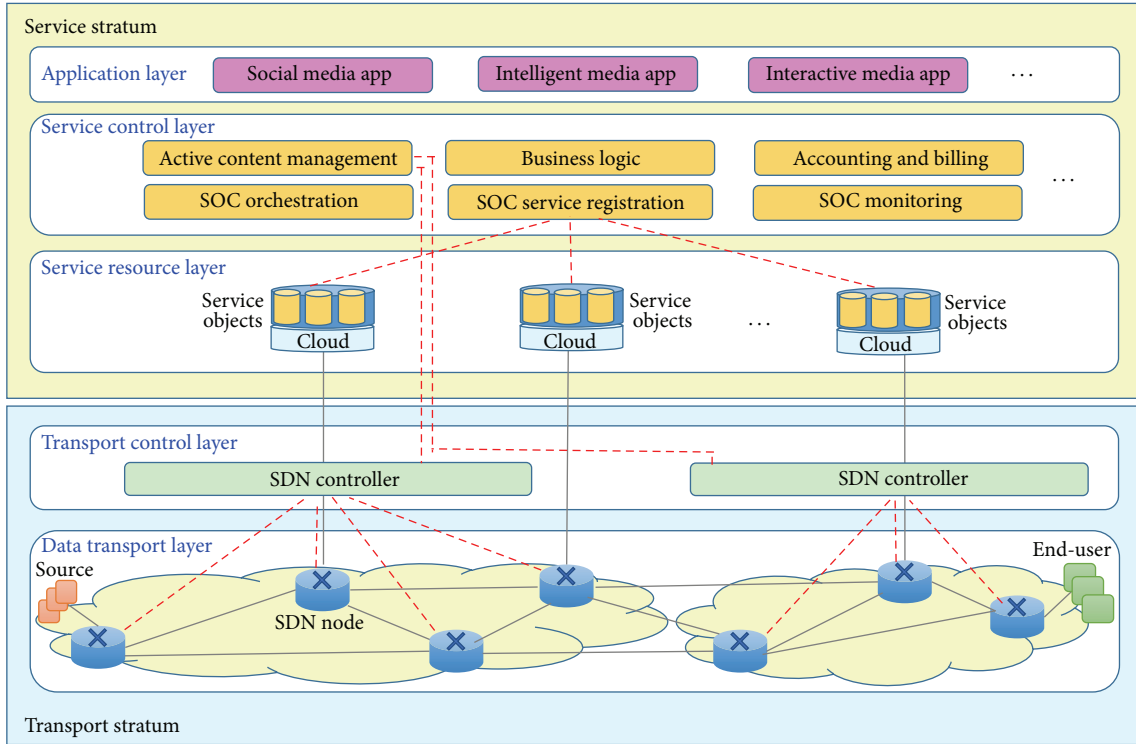 Service stratum
Application layer
Social media app
Intelligent media app
Interactive media app
...
Service control layer
Active content management
Business logic
Accounting and billing
...
SOC orchestration
SOC service registration
SOC monitoring
Service resource layer
Service
objects
Cloud
Service
objects
Cloud
...
Service
objects
Cloud
Transport control layer
SDN controller
SDN controller
Data transport layer
Source
End-user
SDN node
Transport stratum